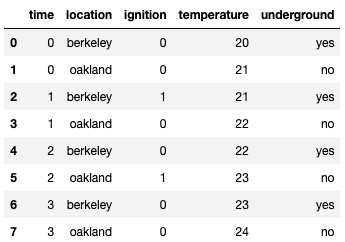 time location ignition temperature underground
0 0 berkeley 0 20 yes
1 0 oakland 0 21 no
2 1 berkeley 1 21 yes
3 1 oakland 0 22 no
4 2 berkeley 0 22 yes
5 2 oakland 1 23 no
6 3 berkeley 0 23 yes
7 3 oakland 0 24 no